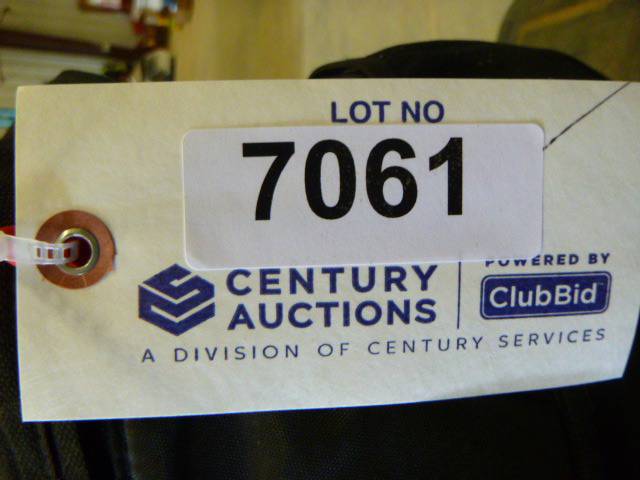 LOT NO
7061
CENTURY
AUCTIONS
POWERED BY
ClubBid
A DIVISION OF CENTURY SERVICES